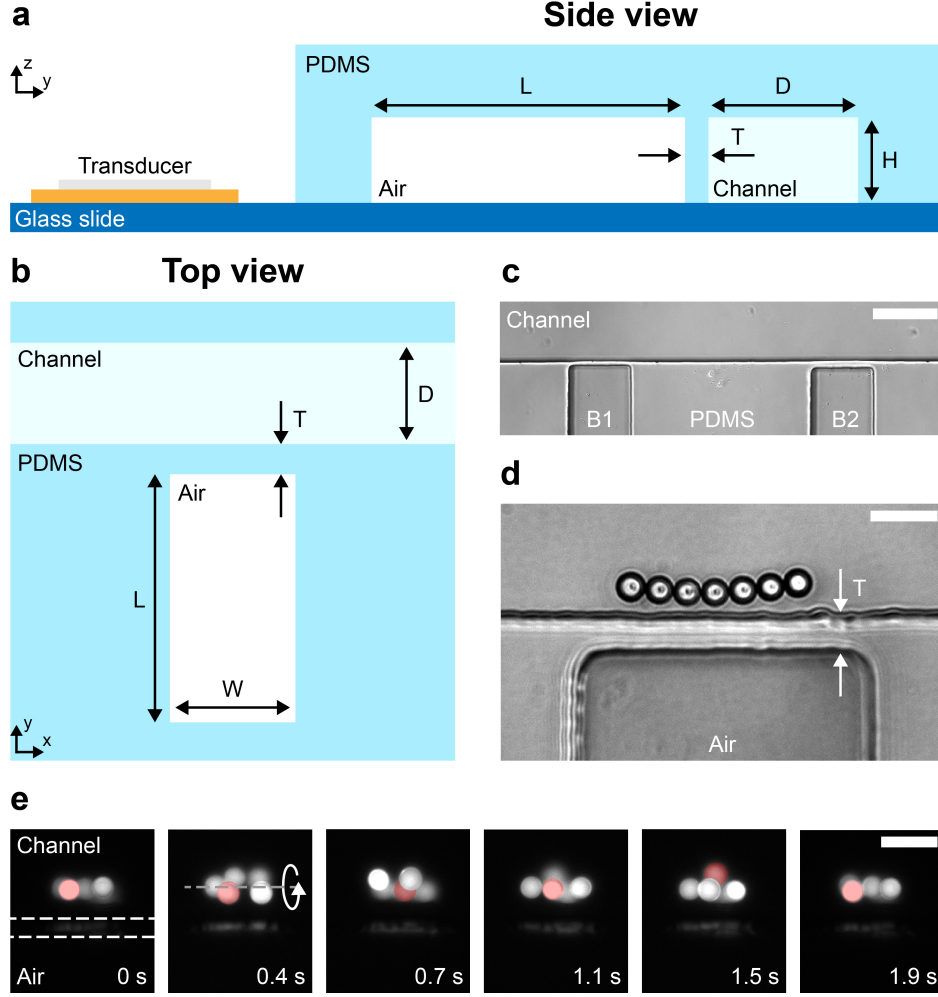 a
Side view
z
y
PDMS
L
D
T
H
Transducer
Air
Channel
Glass slide
b
Top view
Channel
D
T
PDMS
Air
L
W
y
x
c
Channel
B1
PDMS
B2
d
T
Air
e
Channel
Air
0 s
0.4 s
0.7 s
1.1 s
1.5 s
1.9 s